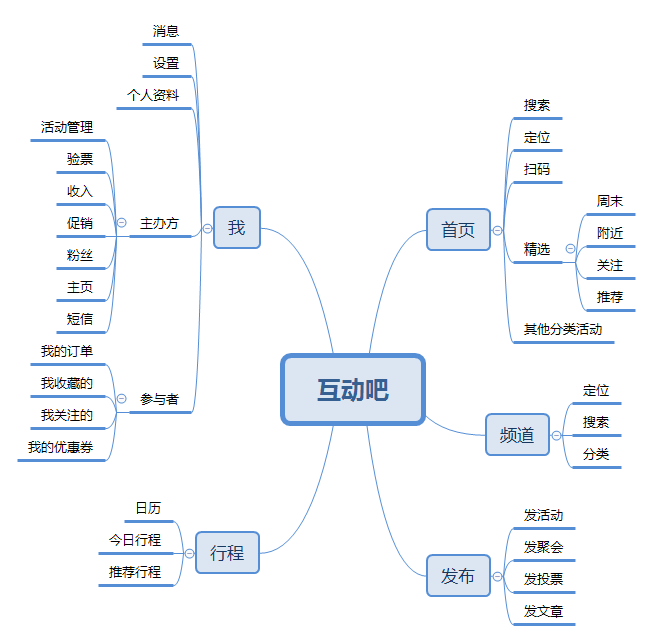 互动吧
首页
搜索
定位
扫码
精选
周末
附近
关注
推荐
其他分类活动
频道
定位
搜索
分类
发布
发活动
发聚会
发投票
发文章
我
消息
设置
个人资料
主办方
活动管理
验票
收入
促销
粉丝
主页
短信
参与者
我的订单
我收藏的
我关注的
我的优惠券
行程
日历
今日行程
推荐行程